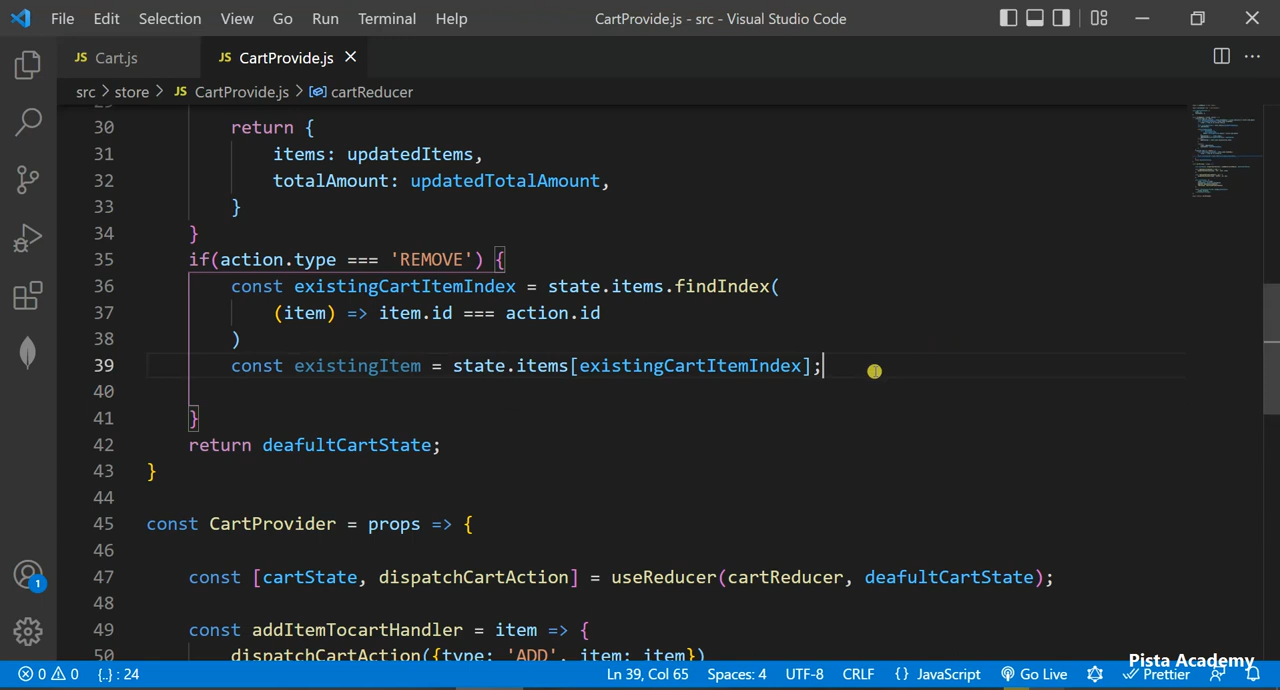 File Edit Selection View Go Run Terminal Help CartProvide.js - src - Visual Studio Code
JS Cart.js JS CartProvide.js
src > store > JS CartProvide.js > cartReducer
30 return {
31 items: updatedItems,
32 totalAmount: updatedTotalAmount,
33 }
34 }
35 if(action.type === 'REMOVE') {
36 const existingCartItemIndex = state.items.findIndex(
37 (item) => item.id === action.id
38 )
39 const existingItem = state.items[existingCartItemIndex];
40
41 }
42 return deafultCartState;
43 }
44
45 const CartProvider = props => {
46
47 const [cartState, dispatchCartAction] = useReducer(cartReducer, deafultCartState);
48
49 const addItemTocartHandler = item => {
50 dispatchCartAction({type: 'ADD', item: item})
1
0 0 {..} : 24 Ln 39, Col 65 Spaces: 4 UTF-8 CRLF {} JavaScript Go Live Prettier
Pista Academy